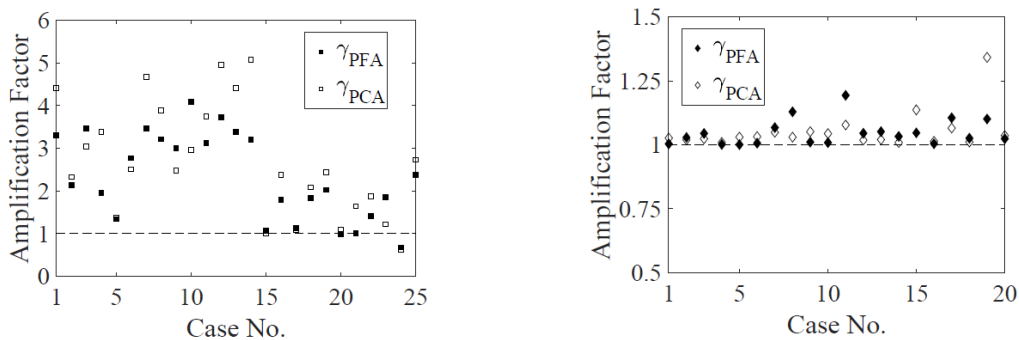 Amplification Factor
6
5
4
3
2
1
0
γPFA
γPCA
1 5 10 15 20 25
Case No.
Amplification Factor
1.5
1.25
1
0.75
0.5
γPFA
γPCA
1 5 10 15 20
Case No.